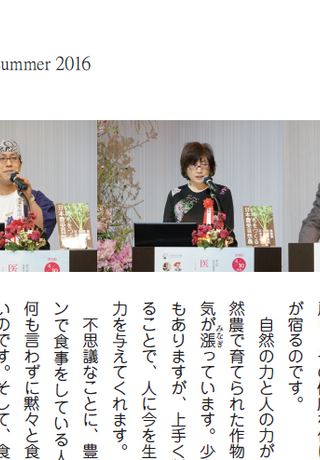 Summer 2016
医
が宿るのです。
自然の力と人の力が
然農で育てられた作物
みなぎ
気が漲っています。少
もありますが、上手く
ることで、人に今を生
力を与えてくれます。
不思議なことに、豊
ンで食事をしている人
何も言わずに黙々と食
いのです。そして、食